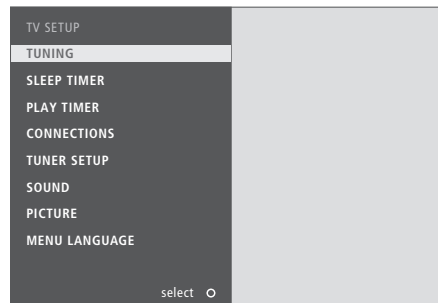 TV SETUP
TUNING
SLEEP TIMER
PLAY TIMER
CONNECTIONS
TUNER SETUP
SOUND
PICTURE
MENU LANGUAGE
select